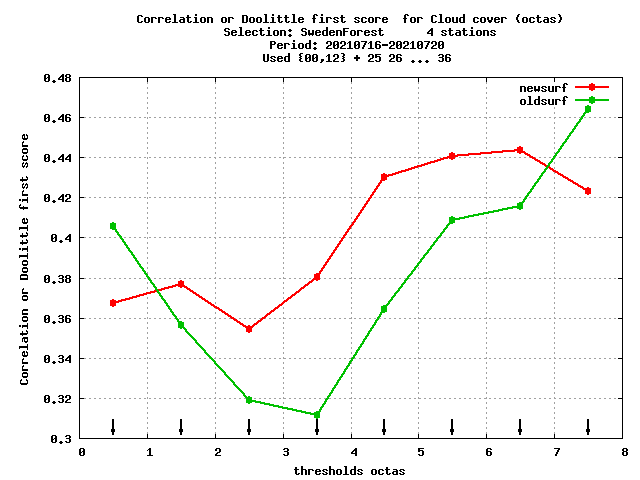 Correlation or Doolittle first score  for Cloud cover (octas)
Selection: SwedenForest      4 stations
Period: 20210716-20210720
Used {00,12} + 25 26 ... 36
newsurf
oldsurf
Correlation or Doolittle first score
0.48
0.46
0.44
0.42
0.4
0.38
0.36
0.34
0.32
0.3
0 1 2 3 4 5 6 7 8
thresholds octas